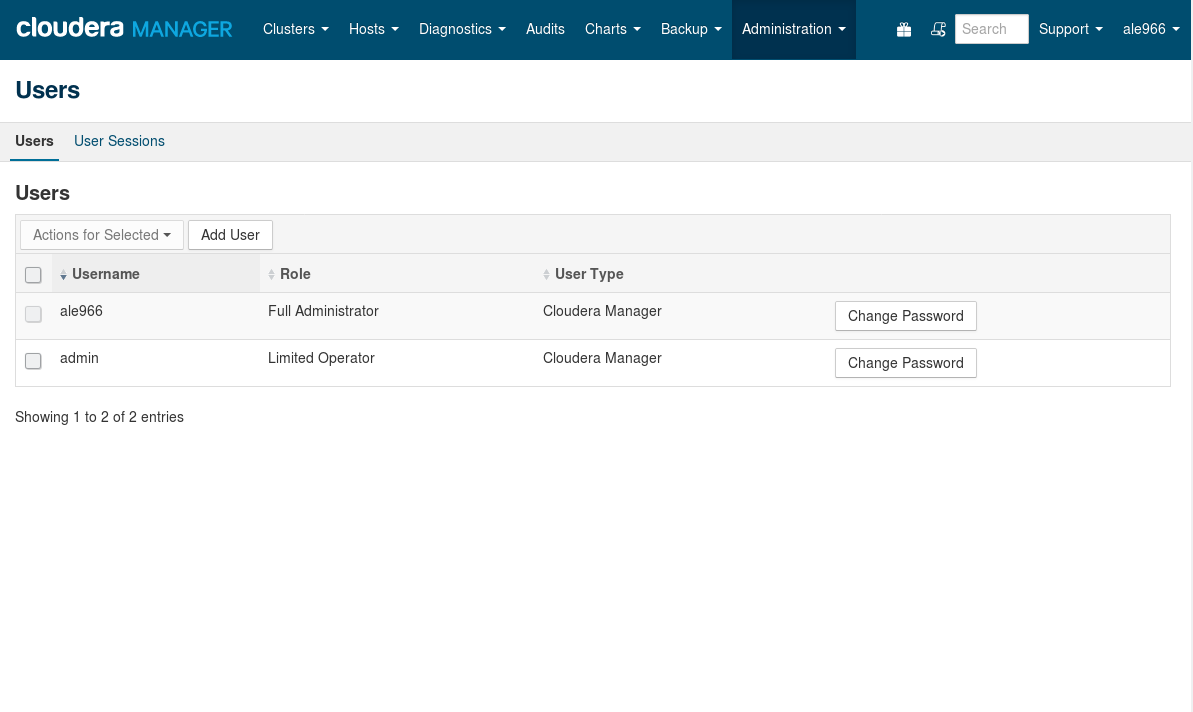 cloudera MANAGER Clusters Hosts Diagnostics Audits Charts Backup Administration Search Support ale966
Users
Users User Sessions
Users
Actions for Selected Add User
Username Role User Type
ale966 Full Administrator Cloudera Manager Change Password
admin Limited Operator Cloudera Manager Change Password
Showing 1 to 2 of 2 entries